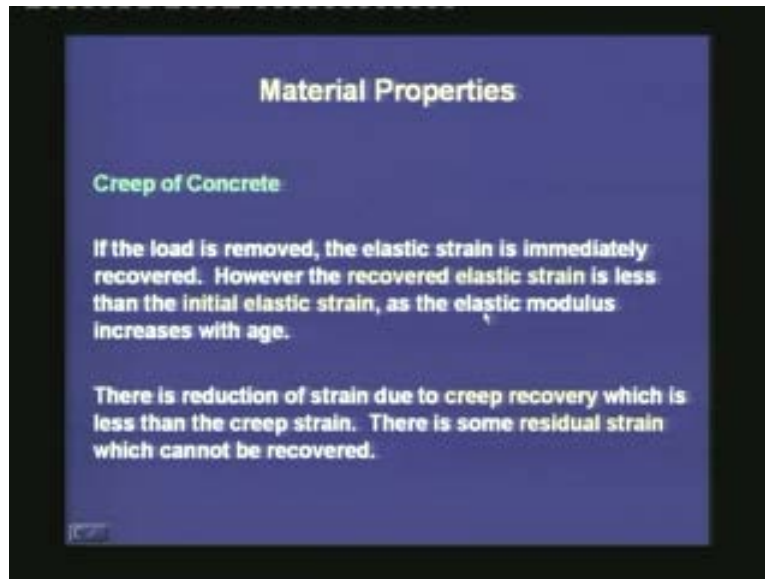 Material Properties
Creep of Concrete
If the load is removed, the elastic strain is immediately
recovered. However the recovered elastic strain is less
than the initial elastic strain, as the elastic modulus
increases with age.
There is reduction of strain due to creep recovery which is
less than the creep strain. There is some residual strain
which cannot be recovered.